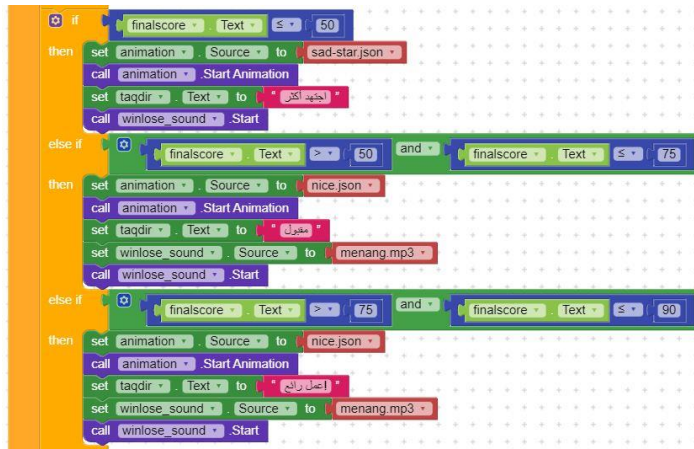 if finalscore . Text ≤ 50
then set animation . Source to sad-star.json
call animation .Start Animation
set taqdir . Text to " اجتهد أكثر "
call winlose_sound .Start
else if finalscore . Text > 50 and finalscore . Text ≤ 75
then set animation . Source to nice.json
call animation .Start Animation
set taqdir . Text to " مقبول "
set winlose_sound . Source to menang.mp3
call winlose_sound .Start
else if finalscore . Text > 75 and finalscore . Text ≤ 90
then set animation . Source to nice.json
call animation .Start Animation
set taqdir . Text to " إعمل رائع "
set winlose_sound . Source to menang.mp3
call winlose_sound .Start